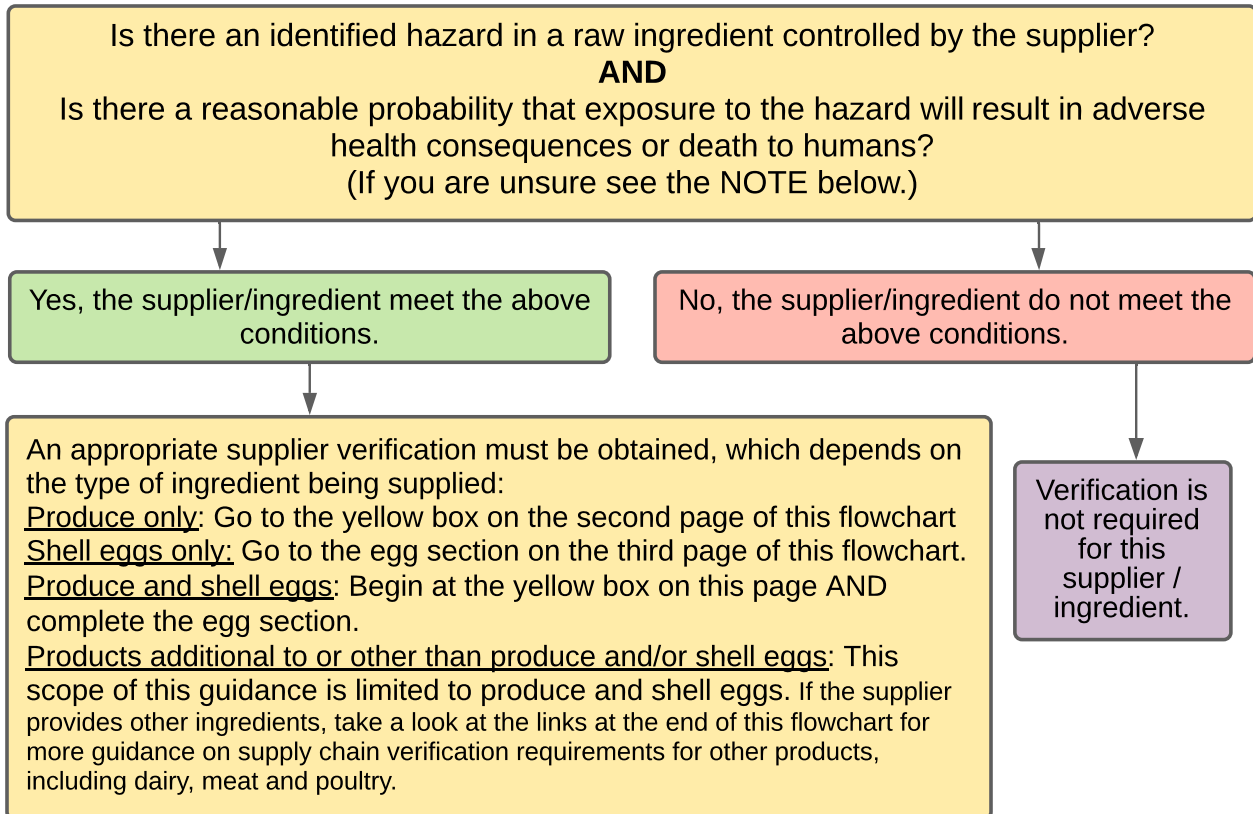 Is there an identified hazard in a raw ingredient controlled by the supplier?
AND
Is there a reasonable probability that exposure to the hazard will result in adverse
health consequences or death to humans?
(If you are unsure see the NOTE below.)
Yes, the supplier/ingredient meet the above
conditions.
No, the supplier/ingredient do not meet the
above conditions.
An appropriate supplier verification must be obtained, which depends on
the type of ingredient being supplied:
Produce only: Go to the yellow box on the second page of this flowchart
Shell eggs only: Go to the egg section on the third page of this flowchart.
Produce and shell eggs: Begin at the yellow box on this page AND
complete the egg section.
Products additional to or other than produce and/or shell eggs: This
scope of this guidance is limited to produce and shell eggs. If the supplier
provides other ingredients, take a look at the links at the end of this flowchart for
more guidance on supply chain verification requirements for other products,
including dairy, meat and poultry.
Verification is
not required
for this
supplier /
ingredient.